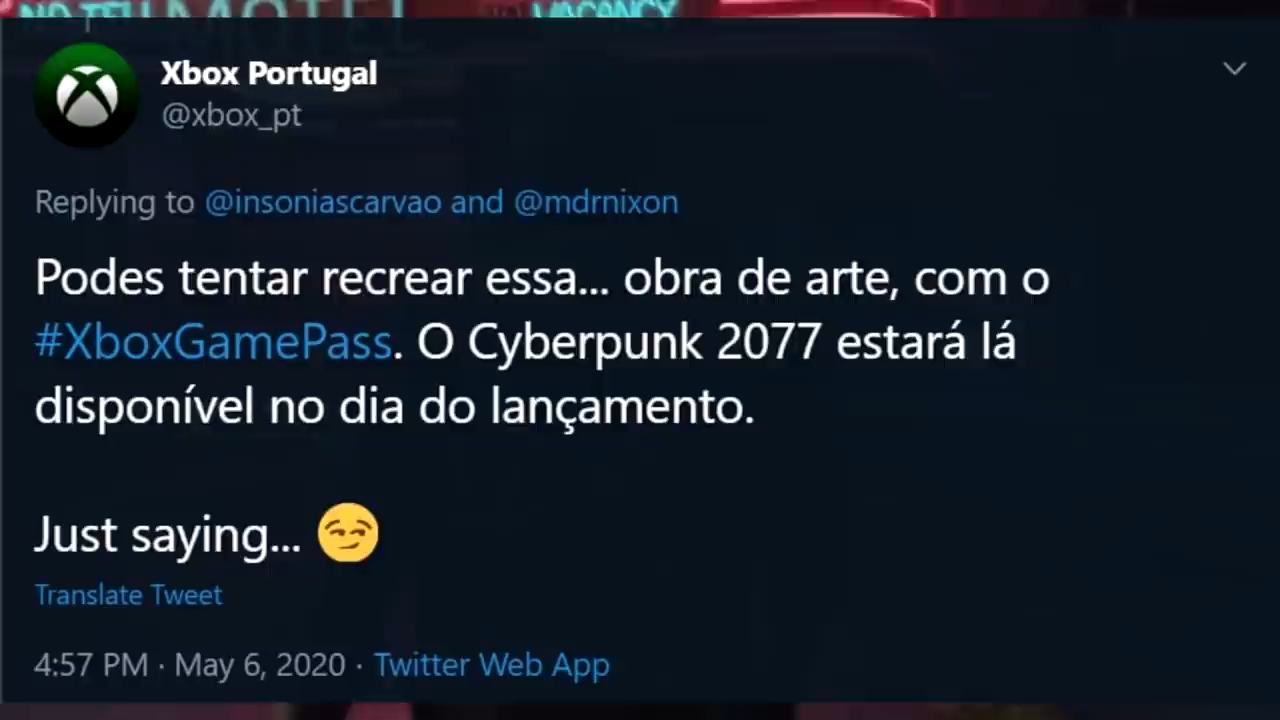 MOTEL
VACANCY
Xbox Portugal
@xbox_pt
Replying to @insoniascarvao and @mdrnixon
Podes tentar recrear essa... obra de arte, com o
#XboxGamePass. O Cyberpunk 2077 estará lá
disponível no dia do lançamento.
Just saying... 😏
Translate Tweet
4:57 PM · May 6, 2020 · Twitter Web App